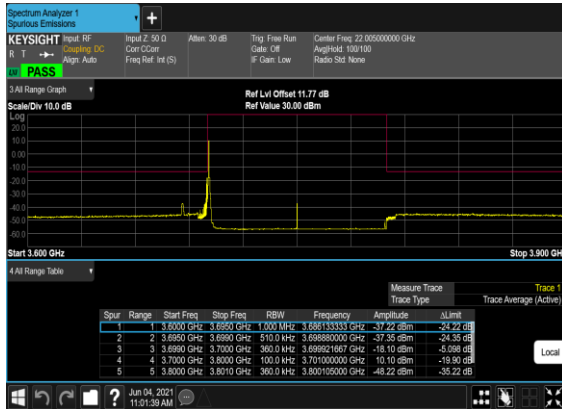 Spectrum Analyzer 1
Spurious Emissions
+
KEYSIGHT Input: RF Input Z: 50 Ω Atten: 30 dB Trig: Free Run Center Freq: 22.005000000 GHz
R T Coupling: DC Corr CCorr Gate: Off Avg|Hold: 100/100
Align: Auto Freq Ref: Int (S) IF Gain: Low Radio Std: None
PASS
3 All Range Graph Ref Lvl Offset 11.77 dB
Scale/Div 10.0 dB Ref Value 30.00 dBm
Log
20.0
10.0
0.00
-10.0
-20.0
-30.0
-40.0
-50.0
-60.0
Start 3.600 GHz Stop 3.900 GH
4 All Range Table
Measure Trace Trace 1
Trace Type Trace Average (Active)
Spur Range Start Freq Stop Freq RBW Frequency Amplitude ΔLimit
1 1 3.6000 GHz 3.6950 GHz 1.000 MHz 3.686133333 GHz -37.22 dBm -24.22 dB
2 2 3.6950 GHz 3.6990 GHz 510.0 kHz 3.698880000 GHz -37.35 dBm -24.35 dB
3 3 3.6990 GHz 3.7000 GHz 360.0 kHz 3.699921667 GHz -18.10 dBm -5.098 dB
4 4 3.7000 GHz 3.8000 GHz 100.0 kHz 3.701000000 GHz 10.10 dBm -19.90 dB
5 5 3.8000 GHz 3.8010 GHz 360.0 kHz 3.800105000 GHz -48.22 dBm -35.22 dB
Local
? Jun 04, 2021
11:01:39 AM